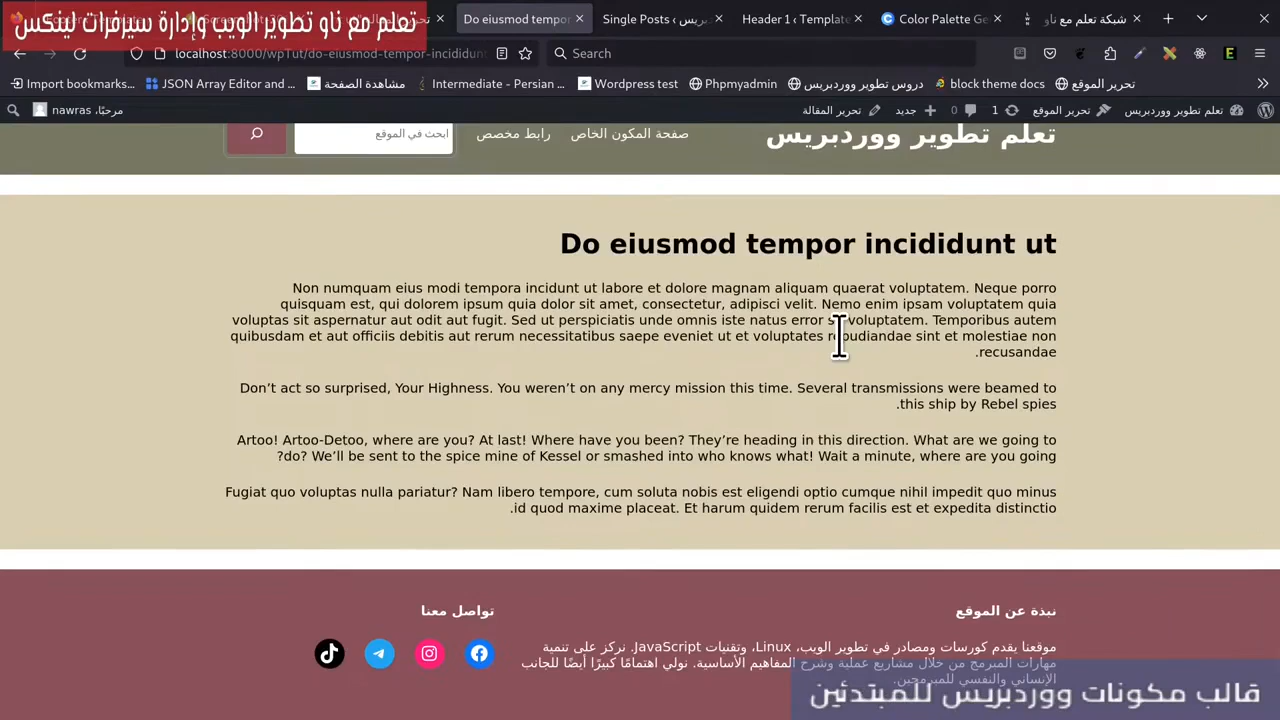 تعلم مع ناو تطوير الويب وإدارة سيرفرات لينكس
Do eiusmod tempor
Single Posts ‹ بريس
Header 1 ‹ Template
Color Palette Ge
شبكة تعلم مع ناو
localhost:8000/wpTut/do-eiusmod-tempor-incididunt
Search
Import bookmarks...
JSON Array Editor and ...
مشاهدة الصفحة
Intermediate - Persian ...
Wordpress test
Phpmyadmin
دروس تطوير ووردبريس
block theme docs
تحرير الموقع
مرحبًا، nawras
تحرير المقالة
جديد
0
1
تحرير الموقع
تعلم تطوير ووردبريس
تعلم تطوير ووردبريس
صفحة المكون الخاص
رابط مخصص
ابحث في الموقع
Do eiusmod tempor incididunt ut
Non numquam eius modi tempora incidunt ut labore et dolore magnam aliquam quaerat voluptatem. Neque porro
quisquam est, qui dolorem ipsum quia dolor sit amet, consectetur, adipisci velit. Nemo enim ipsam voluptatem quia
voluptas sit aspernatur aut odit aut fugit. Sed ut perspiciatis unde omnis iste natus error sit voluptatem. Temporibus autem
quibusdam et aut officiis debitis aut rerum necessitatibus saepe eveniet ut et voluptates repudiandae sint et molestiae non
recusandae.
Don’t act so surprised, Your Highness. You weren’t on any mercy mission this time. Several transmissions were beamed to
this ship by Rebel spies.
Artoo! Artoo-Detoo, where are you? At last! Where have you been? They’re heading in this direction. What are we going to
do? We’ll be sent to the spice mine of Kessel or smashed into who knows what! Wait a minute, where are you going?
Fugiat quo voluptas nulla pariatur? Nam libero tempore, cum soluta nobis est eligendi optio cumque nihil impedit quo minus
id quod maxime placeat. Et harum quidem rerum facilis est et expedita distinctio.
نبذة عن الموقع
موقعنا يقدم كورسات ومصادر في تطوير الويب، Linux، وتقنيات JavaScript. نركز على تنمية
مهارات المبرمج من خلال مشاريع عملية وشرح المفاهيم الأساسية. نولي اهتمامًا كبيرًا أيضًا للجانب
الإنساني والنفسي للمبرمجين.
تواصل معنا
قالب مكونات ووردبريس للمبتدئين